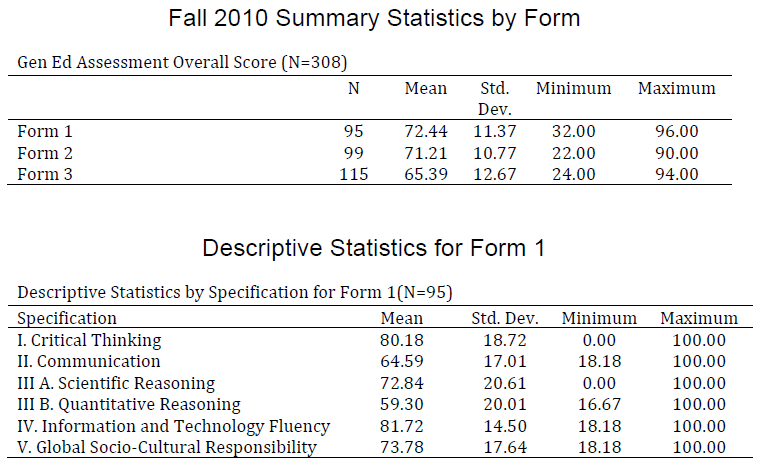 Fall 2010 Summary Statistics by Form
Gen Ed Assessment Overall Score (N=308)
N Mean Std. Dev. Minimum Maximum
Form 1 95 72.44 11.37 32.00 96.00
Form 2 99 71.21 10.77 22.00 90.00
Form 3 115 65.39 12.67 24.00 94.00
Descriptive Statistics for Form 1
Descriptive Statistics by Specification for Form 1(N=95)
Specification Mean Std. Dev. Minimum Maximum
I. Critical Thinking 80.18 18.72 0.00 100.00
II. Communication 64.59 17.01 18.18 100.00
III A. Scientific Reasoning 72.84 20.61 0.00 100.00
III B. Quantitative Reasoning 59.30 20.01 16.67 100.00
IV. Information and Technology Fluency 81.72 14.50 18.18 100.00
V. Global Socio-Cultural Responsibility 73.78 17.64 18.18 100.00